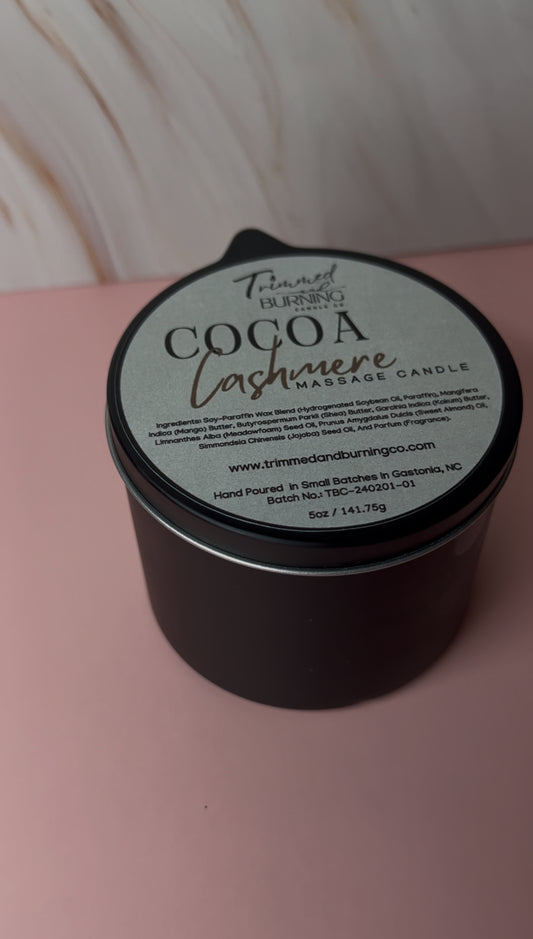 Trimmed
and
BURNING
CANDLE CO.
COCOA
Cashmere
MASSAGE CANDLE
Ingredients: Soy-Paraffin Wax Blend (Hydrogenated Soybean Oil, Paraffin), Mangifera
Indica (Mango) Butter, Butyrospermum Parkii (Shea) Butter, Garcinia Indica (Kokum) Butter,
Limnanthes Alba (Meadowfoam) Seed Oil, Prunus Amygdalus Dulcis (Sweet Almond) Oil,
Simmondsia Chinensis (Jojoba) Seed Oil, And Parfum (Fragrance).
www.trimmedandburningco.com
Hand Poured in Small Batches in Gastonia, NC
Batch No.: TBC-240201-01
5oz / 141.75g